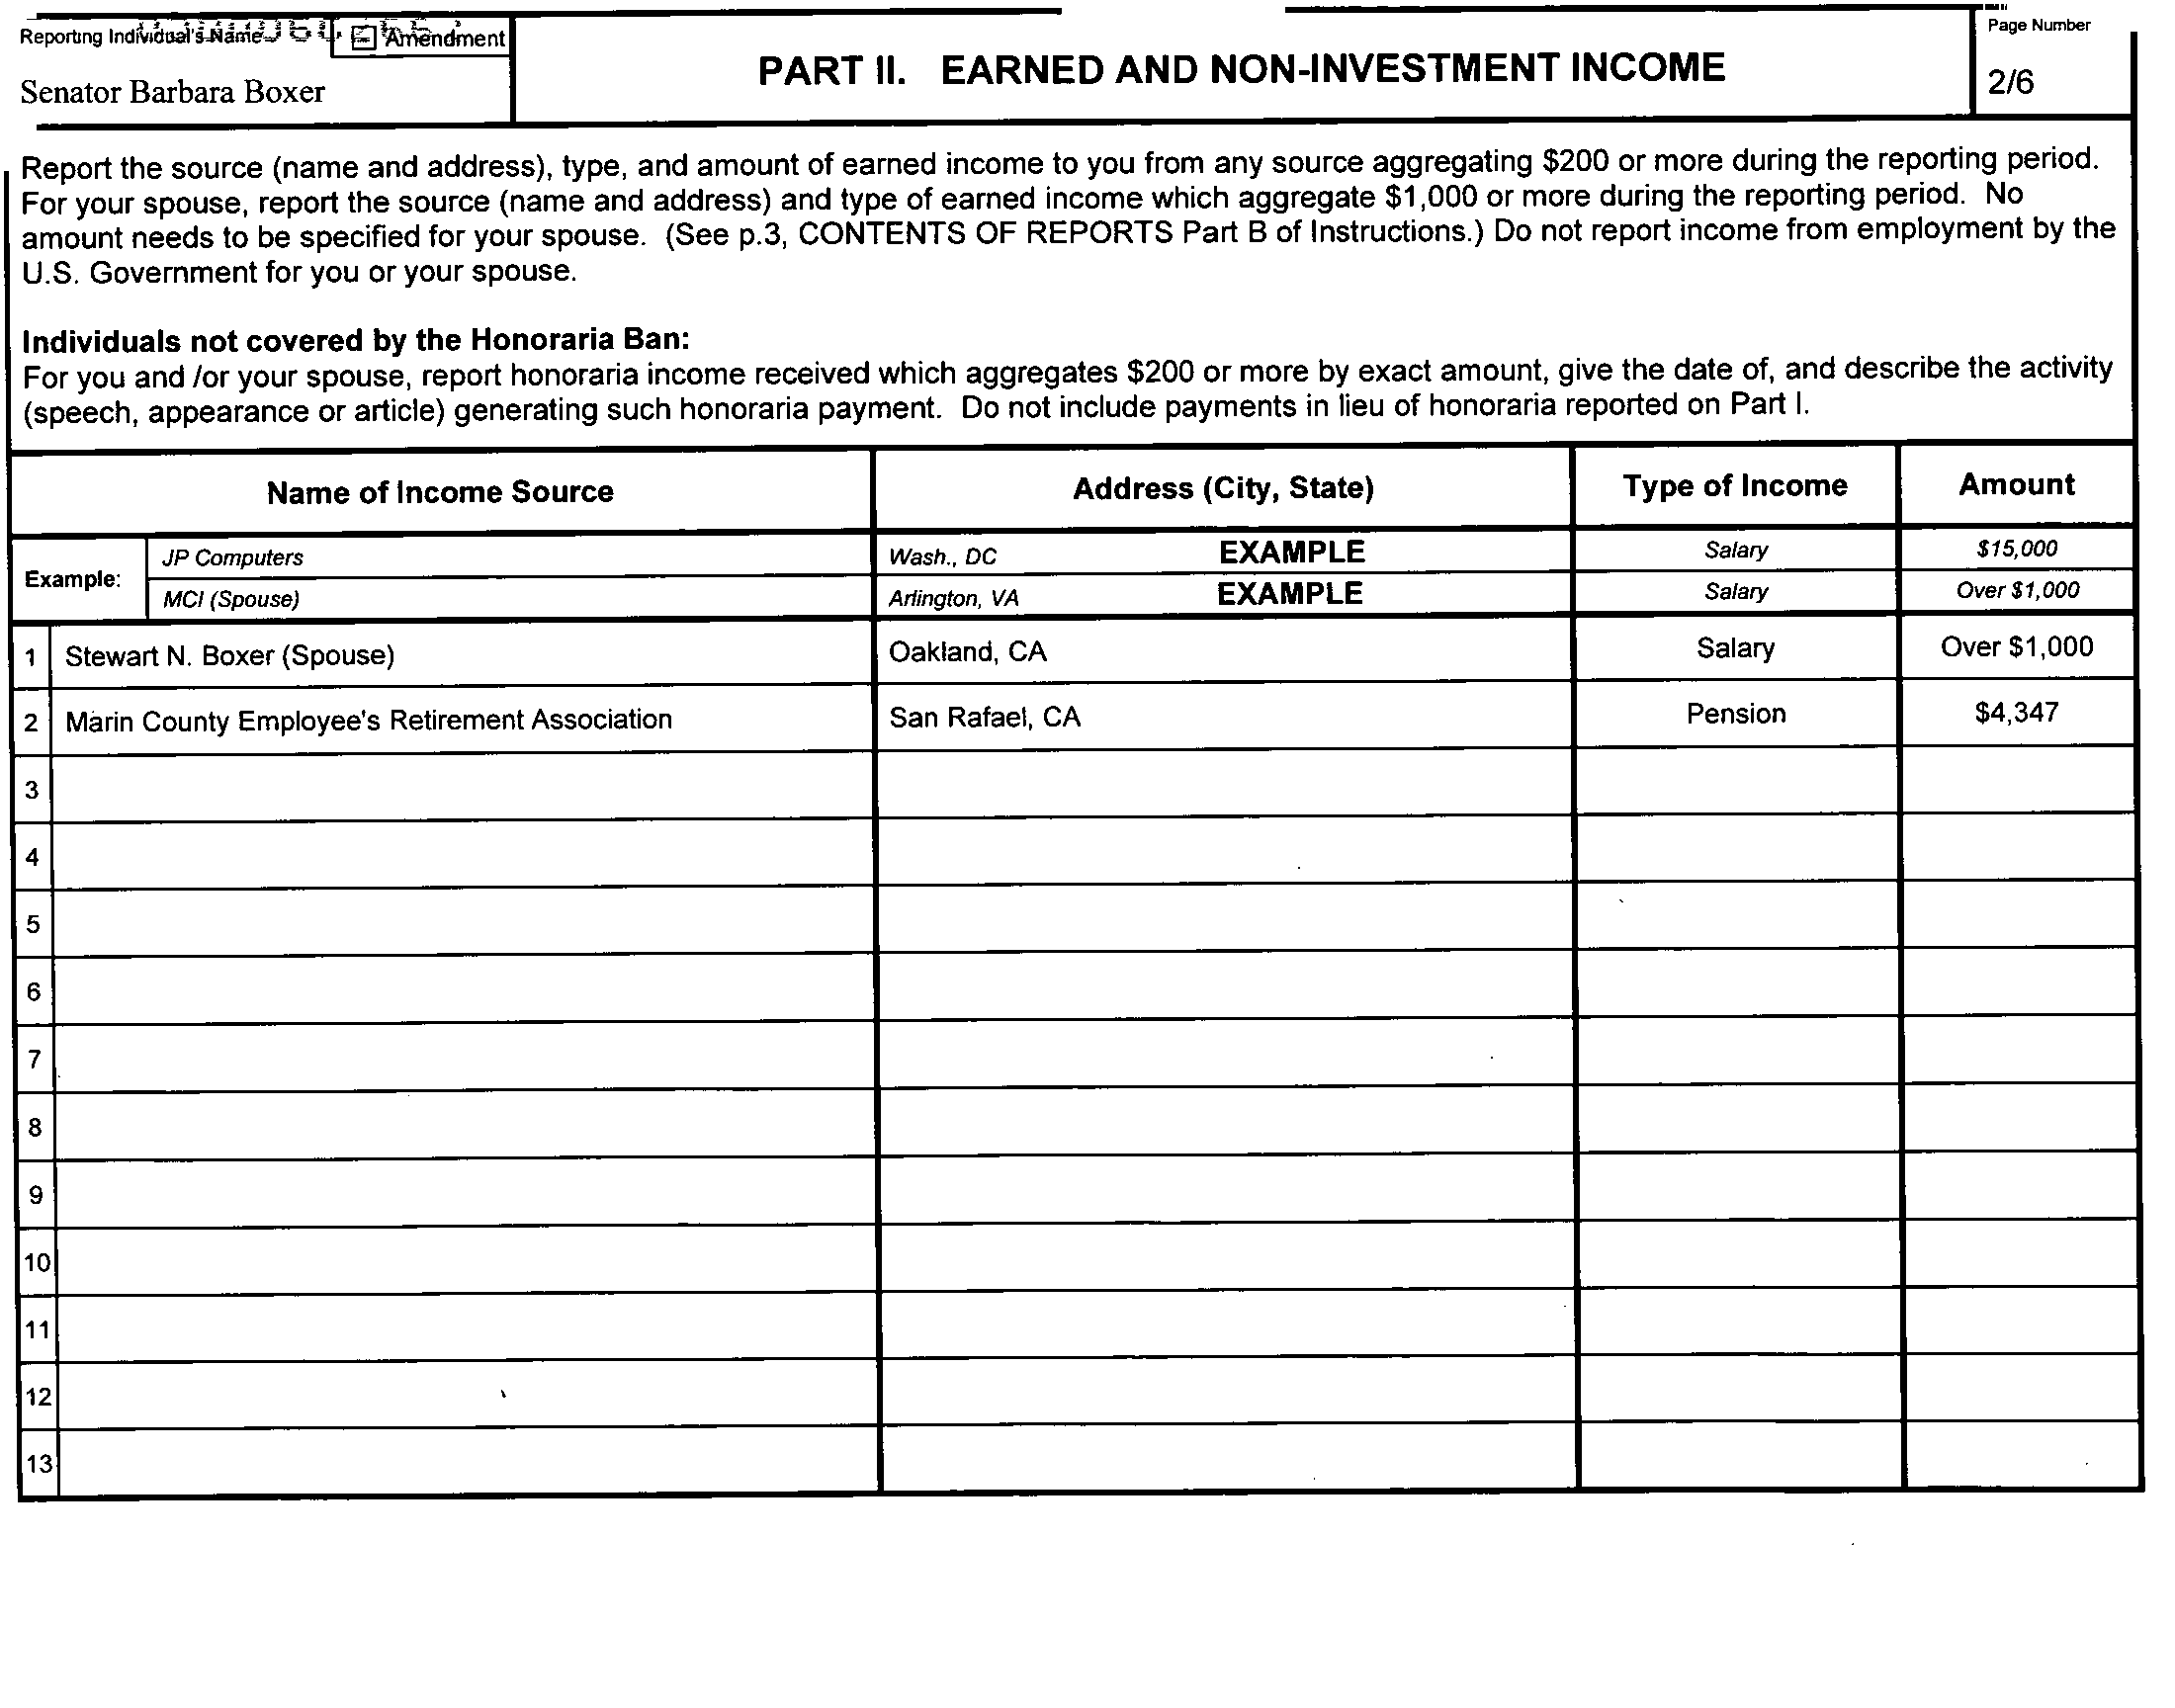 Reporting Individual's Name
Amendment
Senator Barbara Boxer
PART II. EARNED AND NON-INVESTMENT INCOME
Page Number
2/6
Report the source (name and address), type, and amount of earned income to you from any source aggregating $200 or more during the reporting period.
For your spouse, report the source (name and address) and type of earned income which aggregate $1,000 or more during the reporting period. No
amount needs to be specified for your spouse. (See p.3, CONTENTS OF REPORTS Part B of Instructions.) Do not report income from employment by the
U.S. Government for you or your spouse.
Individuals not covered by the Honoraria Ban:
For you and /or your spouse, report honoraria income received which aggregates $200 or more by exact amount, give the date of, and describe the activity
(speech, appearance or article) generating such honoraria payment. Do not include payments in lieu of honoraria reported on Part I.
Name of Income Source Address (City, State) Type of Income Amount
Example:
JP Computers Wash., DC EXAMPLE Salary $15,000
MCI (Spouse) Arlington, VA EXAMPLE Salary Over $1,000
1 Stewart N. Boxer (Spouse) Oakland, CA Salary Over $1,000
2 Marin County Employee's Retirement Association San Rafael, CA Pension $4,347
3
4
5
6
7
8
9
10
11
12
13